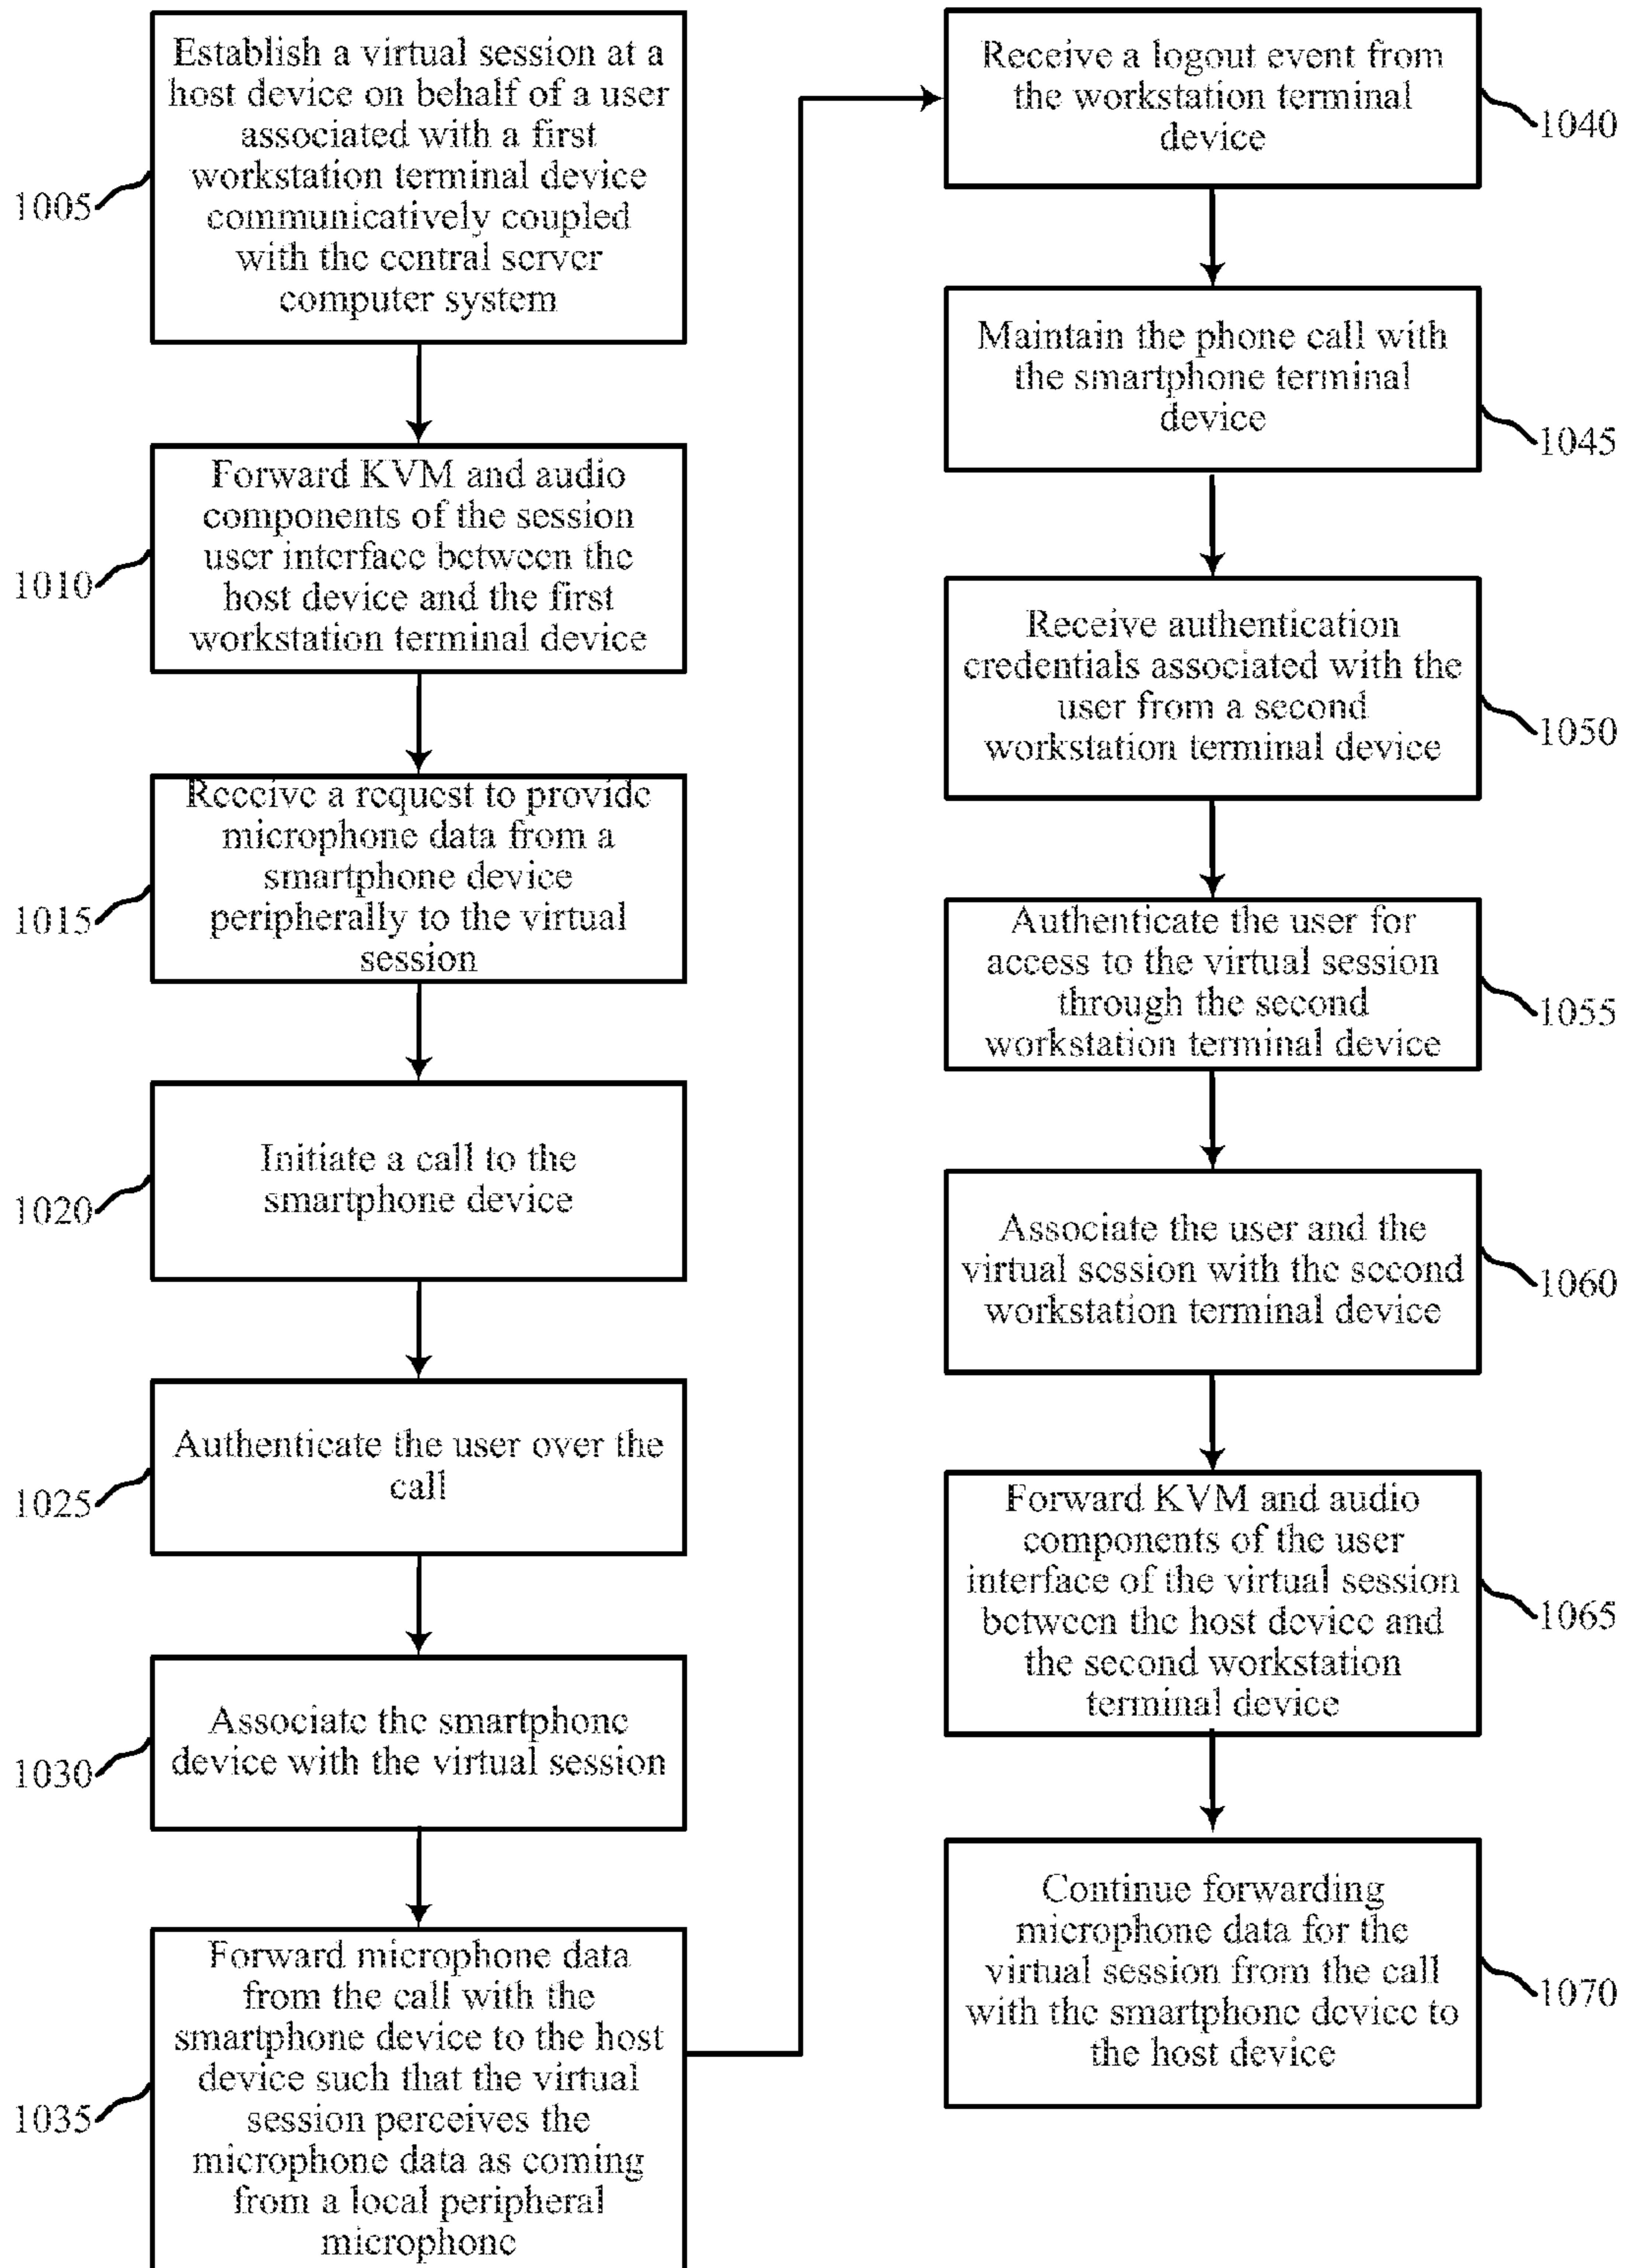 Establish a virtual session at a
host device on behalf of a user
associated with a first
workstation terminal device
communicatively coupled
with the central server
computer system
1005
Forward KVM and audio
components of the session
user interface between the
host device and the first
workstation terminal device
1010
Receive a request to provide
microphone data from a
smartphone device
peripherally to the virtual
session
1015
Initiate a call to the
smartphone device
1020
Authenticate the user over the
call
1025
Associate the smartphone
device with the virtual session
1030
Forward microphone data
from the call with the
smartphone device to the host
device such that the virtual
session perceives the
microphone data as coming
from a local peripheral
microphone
1035
Receive a logout event from
the workstation terminal
device
1040
Maintain the phone call with
the smartphone terminal
device
1045
Receive authentication
credentials associated with the
user from a second
workstation terminal device
1050
Authenticate the user for
access to the virtual session
through the second
workstation terminal device
1055
Associate the user and the
virtual session with the second
workstation terminal device
1060
Forward KVM and audio
components of the user
interface of the virtual session
between the host device and
the second workstation
terminal device
1065
Continue forwarding
microphone data for the
virtual session from the call
with the smartphone device to
the host device
1070